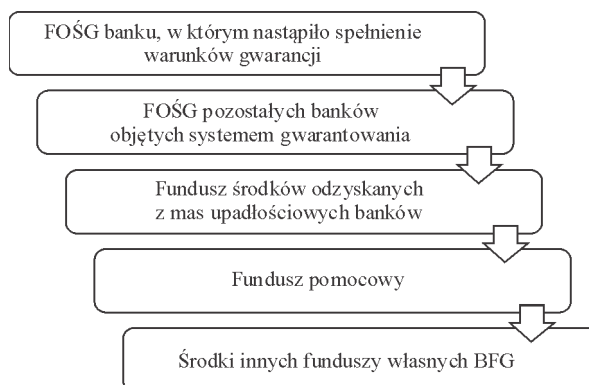 FOŚG banku, w którym nastąpiło spełnienie
warunków gwarancji
FOŚG pozostałych banków
objętych systemem gwarantowania
Fundusz środków odzyskanych
z mas upadłościowych banków
Fundusz pomocowy
Środki innych funduszy własnych BFG